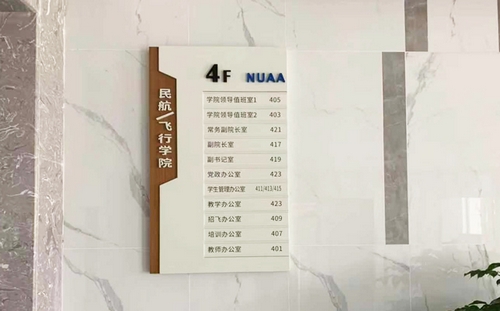 民航/飞行学院
4F NUAA
学院领导值班室1 405
学院领导值班室2 403
常务副院长室 421
副院长室 417
副书记室 419
党政办公室 423
学生管理办公室 411/413/415
教学办公室 423
招飞办公室 409
培训办公室 407
教师办公室 401